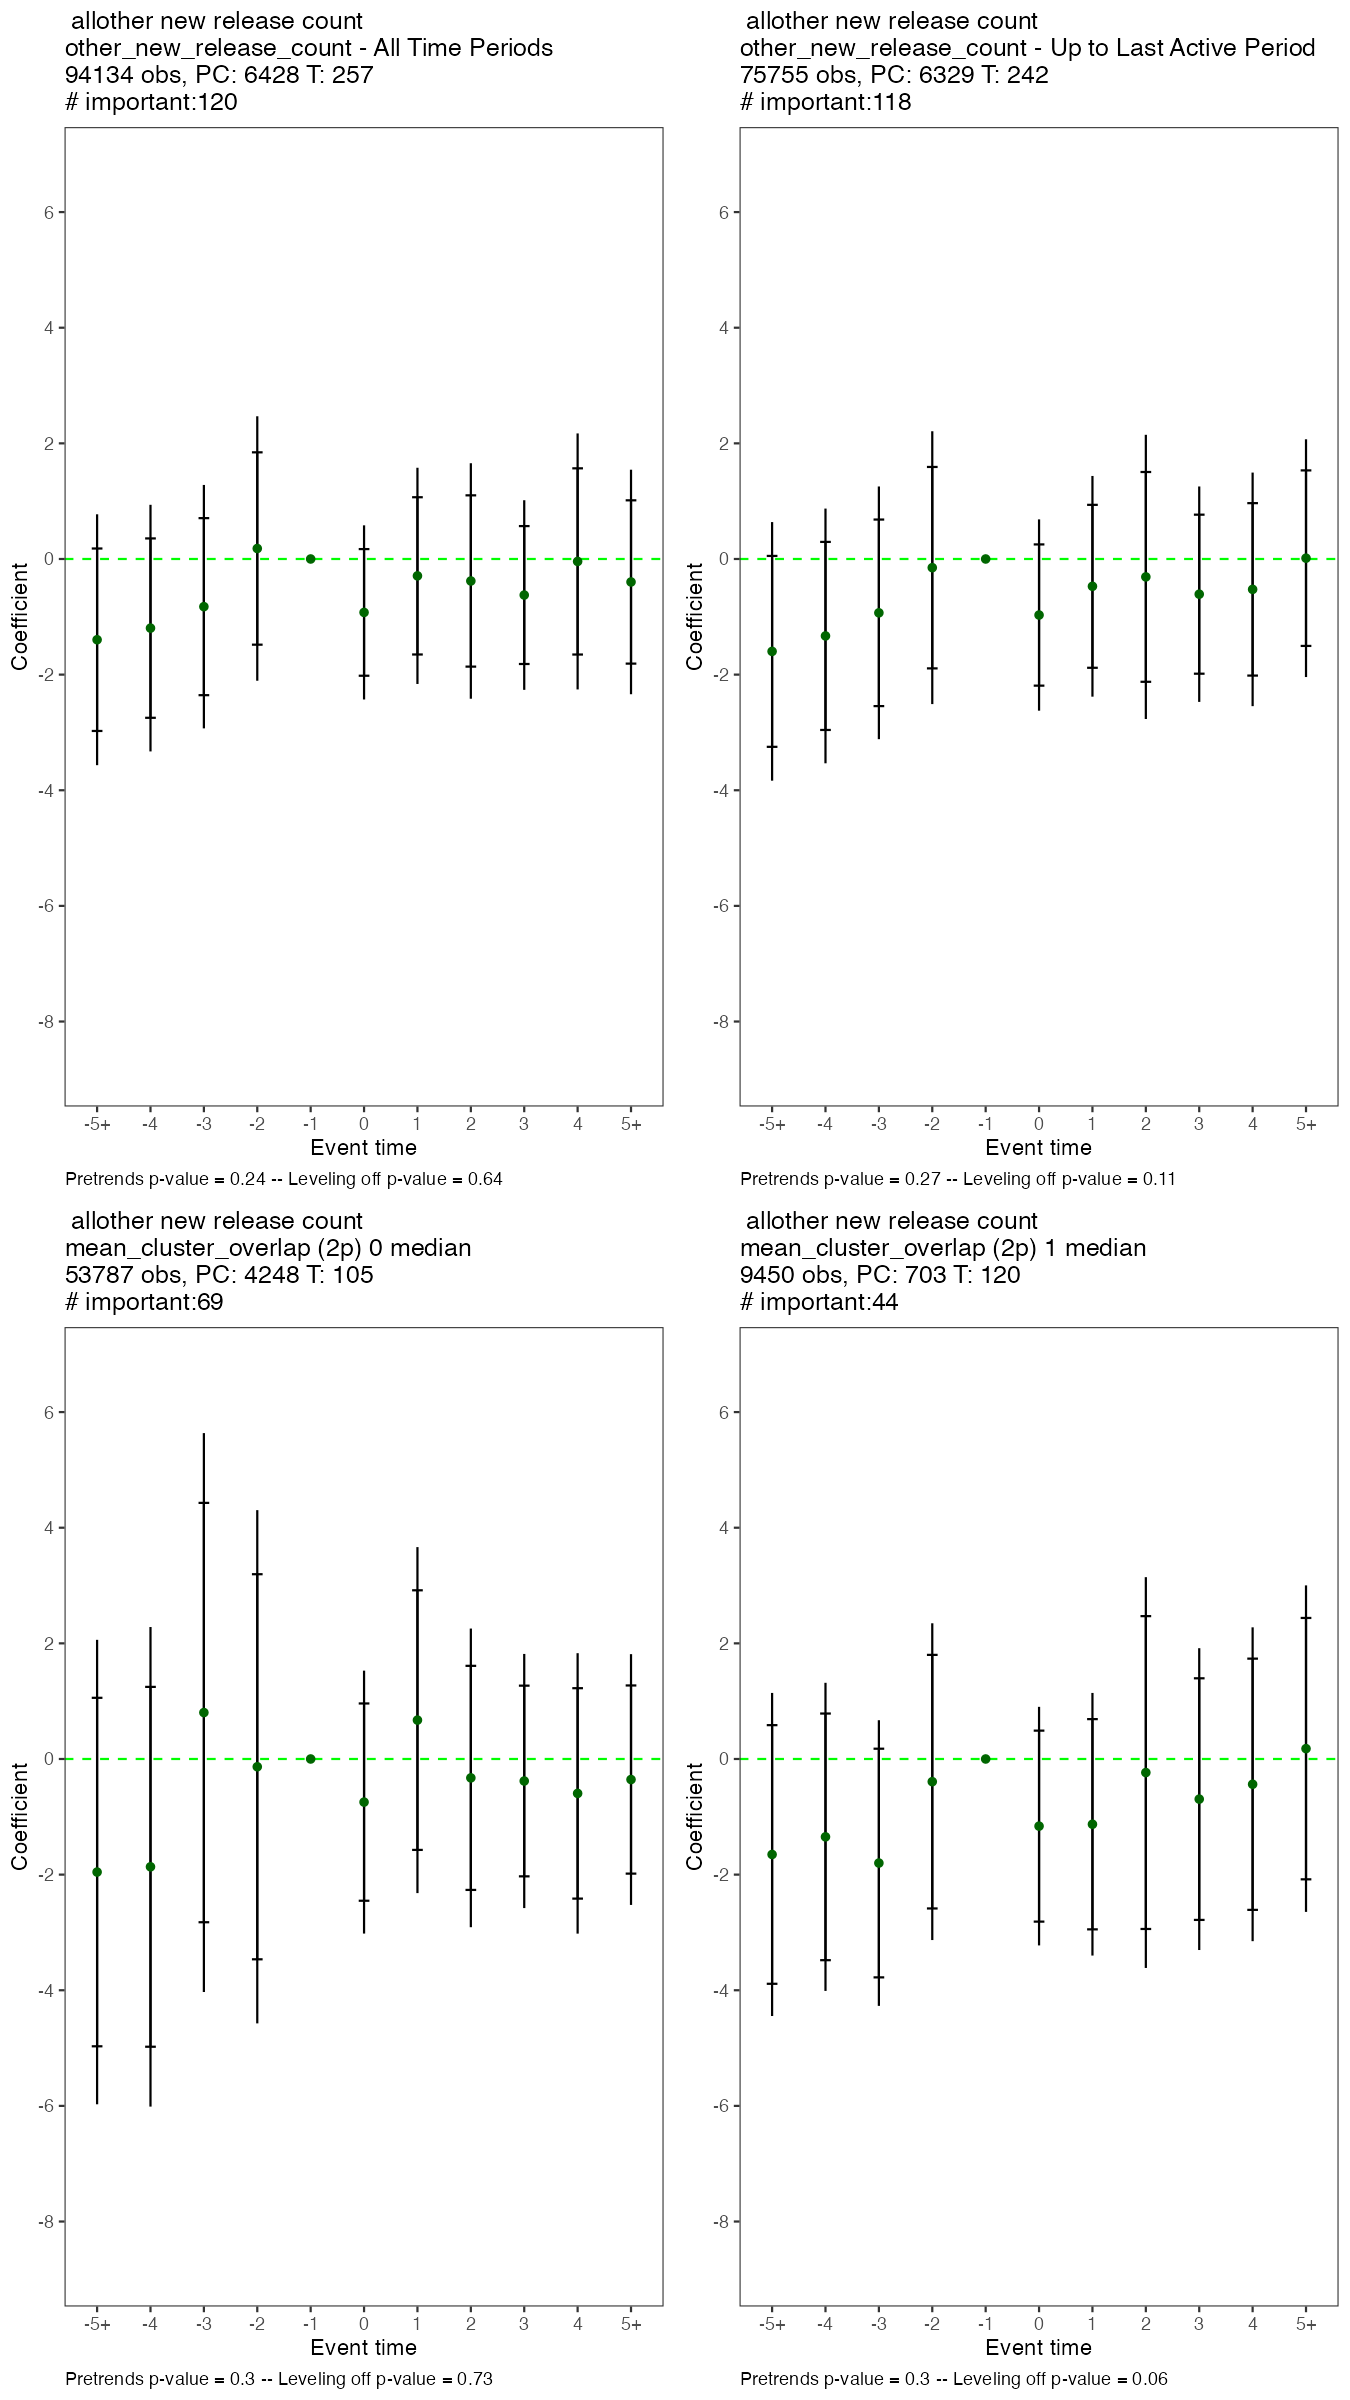 allother new release count
other_new_release_count - All Time Periods
94134 obs, PC: 6428 T: 257
# important:120
6
4
2
0
-2
-4
-6
-8
Coefficient
-5+ -4 -3 -2 -1 0 1 2 3 4 5+
Event time
Pretrends p-value = 0.24 -- Leveling off p-value = 0.64
allother new release count
other_new_release_count - Up to Last Active Period
75755 obs, PC: 6329 T: 242
# important:118
6
4
2
0
-2
-4
-6
-8
Coefficient
-5+ -4 -3 -2 -1 0 1 2 3 4 5+
Event time
Pretrends p-value = 0.27 -- Leveling off p-value = 0.11
allother new release count
mean_cluster_overlap (2p) 0 median
53787 obs, PC: 4248 T: 105
# important:69
6
4
2
0
-2
-4
-6
-8
Coefficient
-5+ -4 -3 -2 -1 0 1 2 3 4 5+
Event time
Pretrends p-value = 0.3 -- Leveling off p-value = 0.73
allother new release count
mean_cluster_overlap (2p) 1 median
9450 obs, PC: 703 T: 120
# important:44
6
4
2
0
-2
-4
-6
-8
Coefficient
-5+ -4 -3 -2 -1 0 1 2 3 4 5+
Event time
Pretrends p-value = 0.3 -- Leveling off p-value = 0.06